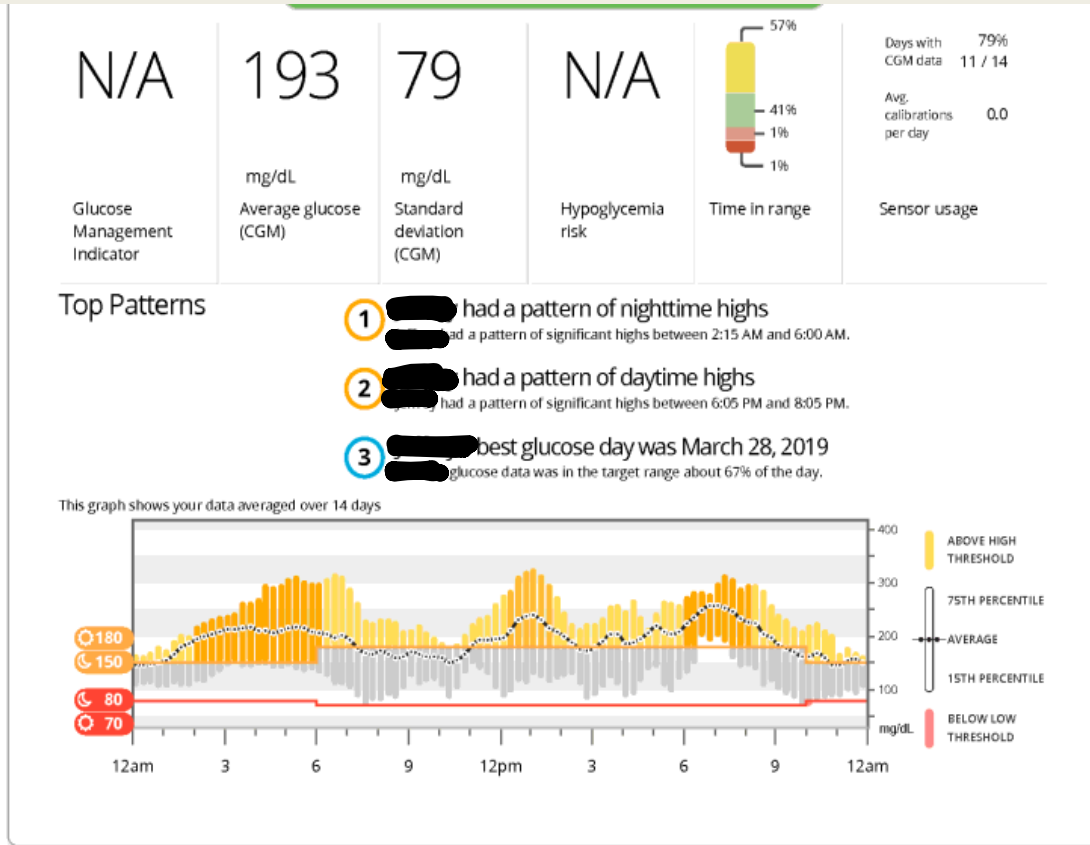 N/A
193
mg/dL
79
mg/dL
N/A
57%
41%
1%
1%
Days with CGM data
79%
11 / 14
Avg. calibrations per day
0.0
Glucose
Management
Indicator
Average glucose
(CGM)
Standard
deviation
(CGM)
Hypoglycemia
risk
Time in range
Sensor usage
Top Patterns
1
had a pattern of nighttime highs
had a pattern of significant highs between 2:15 AM and 6:00 AM.
2
had a pattern of daytime highs
had a pattern of significant highs between 6:05 PM and 8:05 PM.
3
best glucose day was March 28, 2019
glucose data was in the target range about 67% of the day.
This graph shows your data averaged over 14 days
180
150
80
70
400
300
200
100
mg/dL
12am
3
6
9
12pm
3
6
9
12am
ABOVE HIGH
THRESHOLD
75TH PERCENTILE
AVERAGE
15TH PERCENTILE
BELOW LOW
THRESHOLD